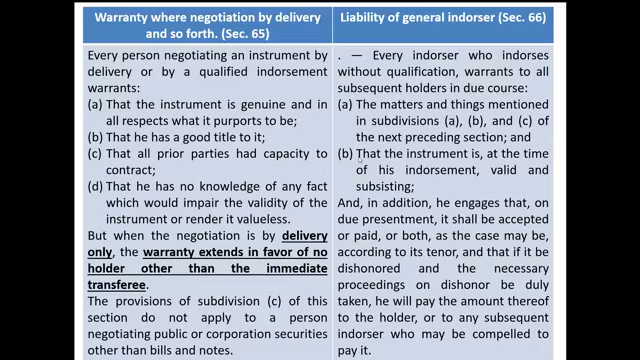 Warranty where negotiation by delivery
and so forth. (Sec. 65)
Every person negotiating an instrument by
delivery or by a qualified indorsement
warrants:
(a) That the instrument is genuine and in
all respects what it purports to be;
(b) That he has a good title to it;
(c) That all prior parties had capacity to
contract;
(d) That he has no knowledge of any fact
which would impair the validity of the
instrument or render it valueless.
But when the negotiation is by delivery
only, the warranty extends in favor of no
holder other than the immediate
transferee.
The provisions of subdivision (c) of this
section do not apply to a person
negotiating public or corporation securities
other than bills and notes.
Liability of general indorser (Sec. 66)
. — Every indorser who indorses
without qualification, warrants to all
subsequent holders in due course:
(a) The matters and things mentioned
in subdivisions (a), (b), and (c) of
the next preceding section; and
(b) That the instrument is, at the time
of his indorsement, valid and
subsisting;
And, in addition, he engages that, on
due presentment, it shall be accepted
or paid, or both, as the case may be,
according to its tenor, and that if it be
dishonored and the necessary
proceedings on dishonor be duly
taken, he will pay the amount thereof
to the holder, or to any subsequent
indorser who may be compelled to
pay it.